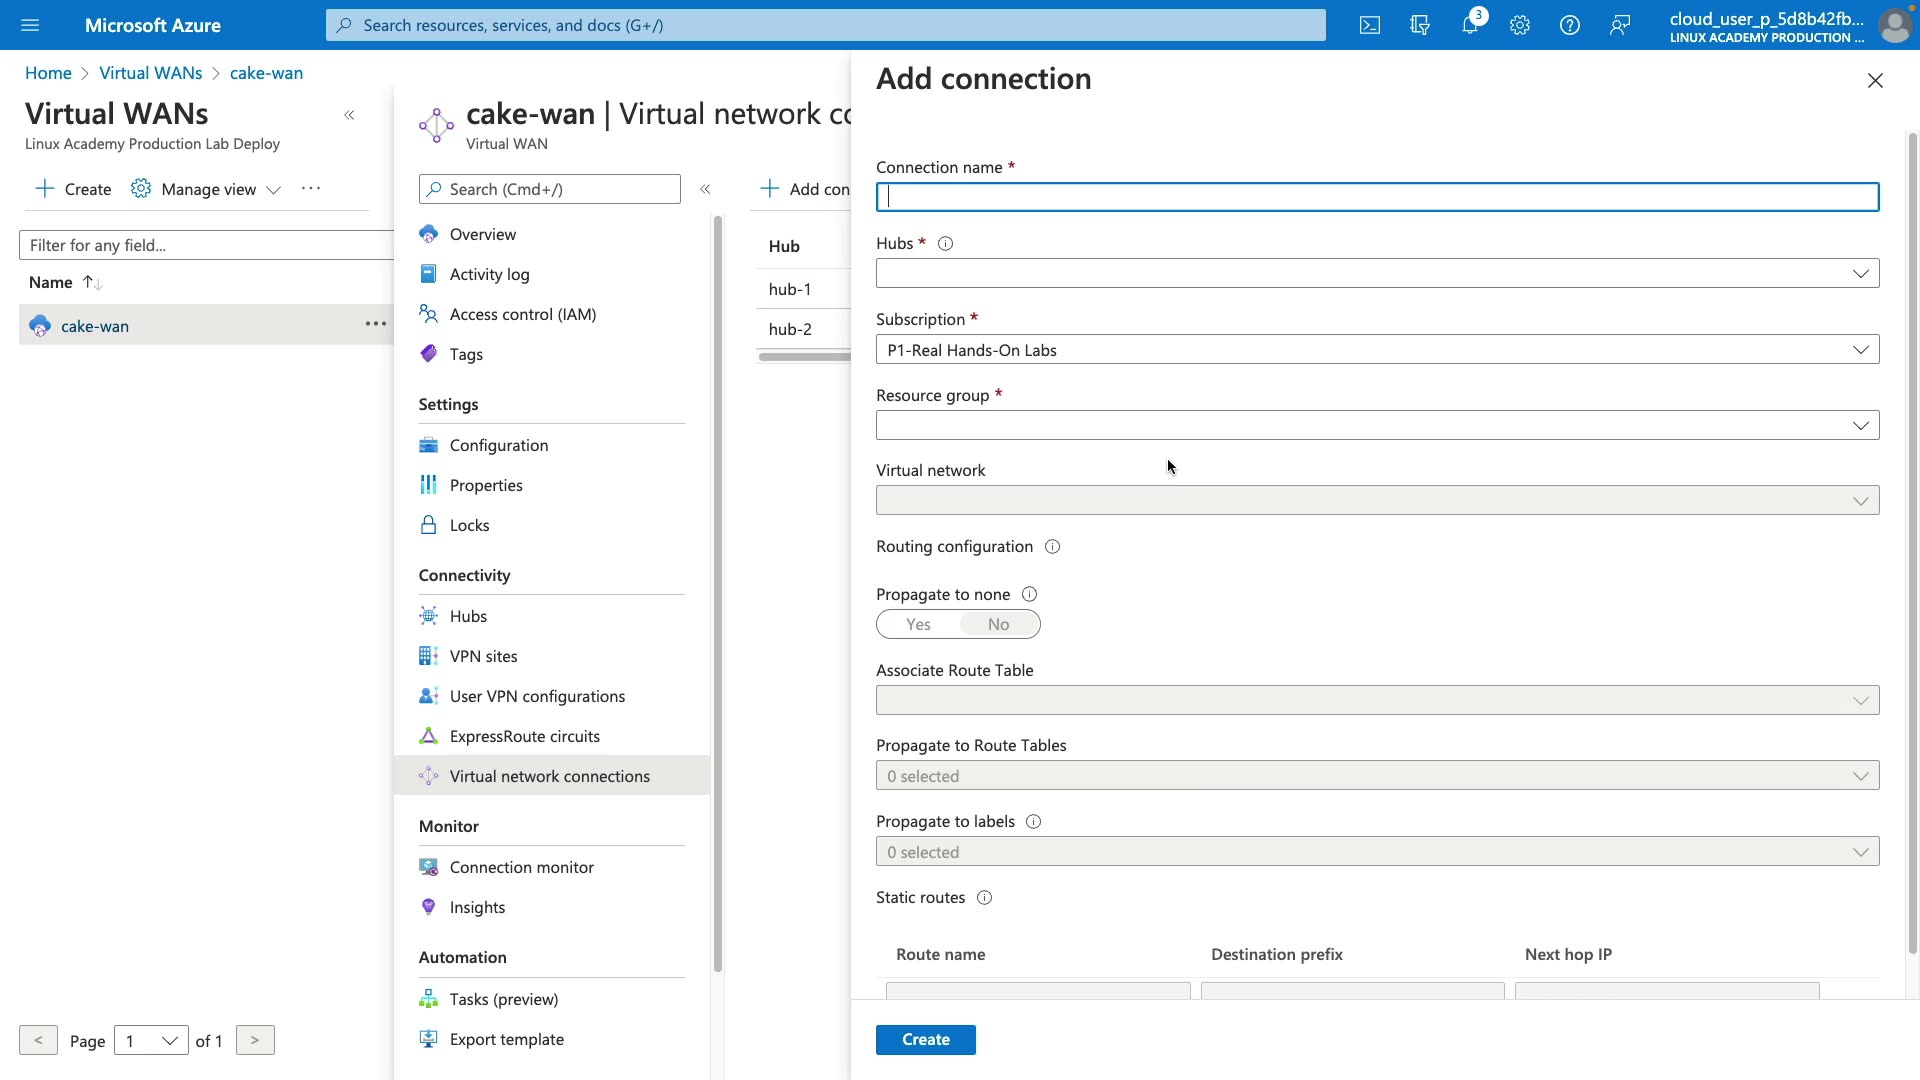 Microsoft Azure
Search resources, services, and docs (G+/)
3
cloud_user_p_5d8b42fb...
LINUX ACADEMY PRODUCTION ...
Home > Virtual WANs > cake-wan
Virtual WANs
Linux Academy Production Lab Deploy
Create
Manage view
Filter for any field...
Name
cake-wan
Page 1 of 1
cake-wan | Virtual network co
Virtual WAN
Search (Cmd+/)
Overview
Activity log
Access control (IAM)
Tags
Settings
Configuration
Properties
Locks
Connectivity
Hubs
VPN sites
User VPN configurations
ExpressRoute circuits
Virtual network connections
Monitor
Connection monitor
Insights
Automation
Tasks (preview)
Export template
Add con
Hub
hub-1
hub-2
Add connection
Connection name *
Hubs *
Subscription *
P1-Real Hands-On Labs
Resource group *
Virtual network
Routing configuration
Propagate to none
Yes No
Associate Route Table
Propagate to Route Tables
0 selected
Propagate to labels
0 selected
Static routes
Route name Destination prefix Next hop IP
Create